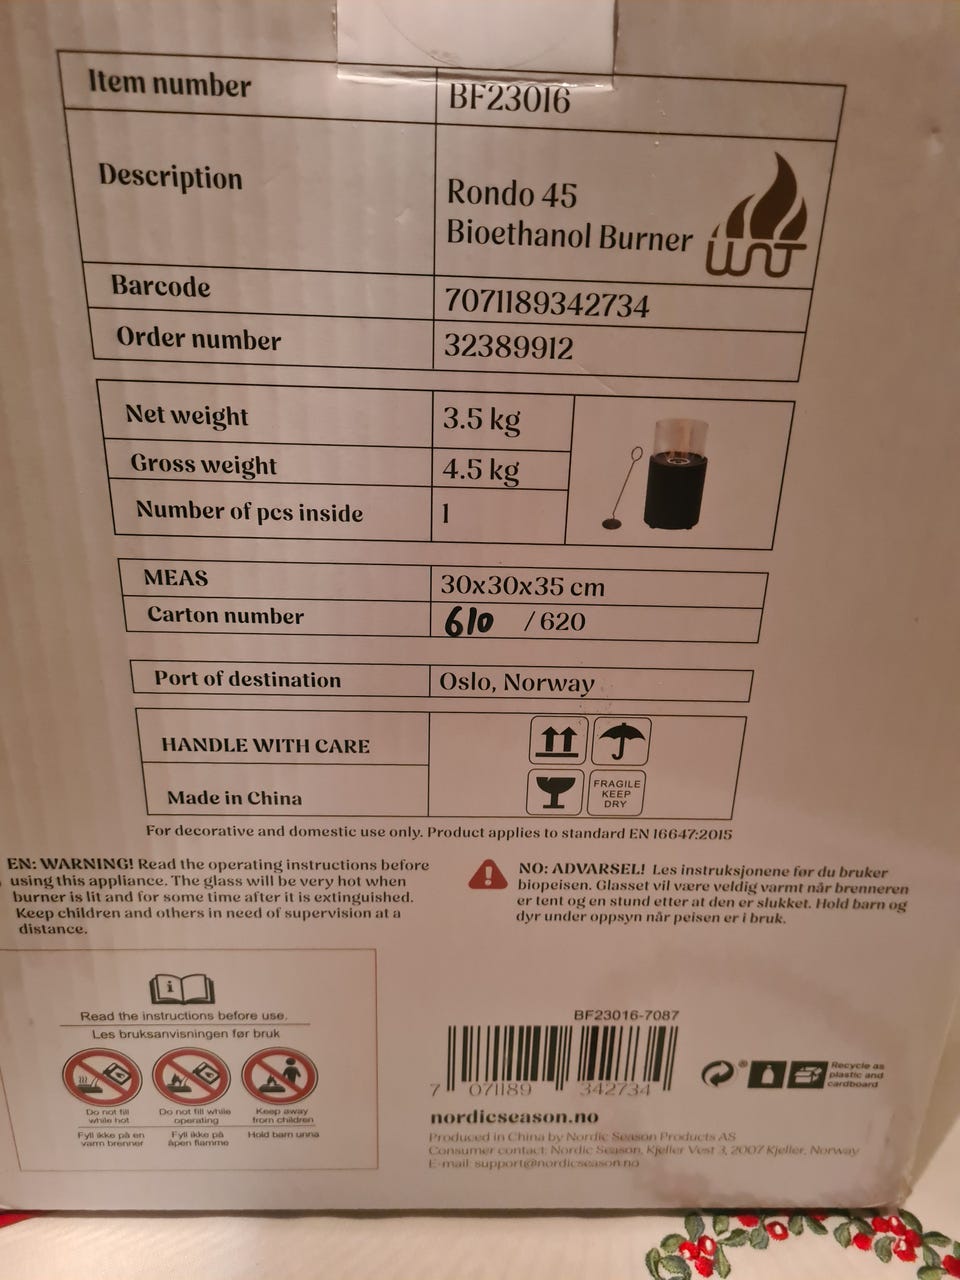 Item number BF23016
Description
Rondo 45
Bioethanol Burner
WNT
Barcode 7071189342734
Order number 32389912
Net weight 3.5 kg
Gross weight 4.5 kg
Number of pcs inside 1
MEAS 30x30x35 cm
Carton number 610 / 620
Port of destination Oslo, Norway
HANDLE WITH CARE
FRAGILE
KEEP
DRY
Made in China
For decorative and domestic use only. Product applies to standard EN 16647:2015
EN: WARNING! Read the operating instructions before
using this appliance. The glass will be very hot when
burner is lit and for some time after it is extinguished.
Keep children and others in need of supervision at a
distance.
NO: ADVARSEL! Les instruksjonene før du bruker
biopeisen. Glasset vil være veldig varmt når brenneren
er tent og en stund etter at den er slukket. Hold barn og
dyr under oppsyn når peisen er i bruk.
i
Read the instructions before use.
Les bruksanvisningen før bruk
Do not fill
while hot
Fyll ikke på en
varm brenner
Do not fill while
operating
Fyll ikke på
åpen flamme
Keep away
from children
Hold barn unna
BF23016-7087
7 071189 342734
Recycle as
plastic and
cardboard
nordicseason.no
Produced in China by Nordic Season Products AS
Consumer contact: Nordic Season, Kjeller Vest 3, 2007 Kjeller, Norway
E-mail: support@nordicseason.no